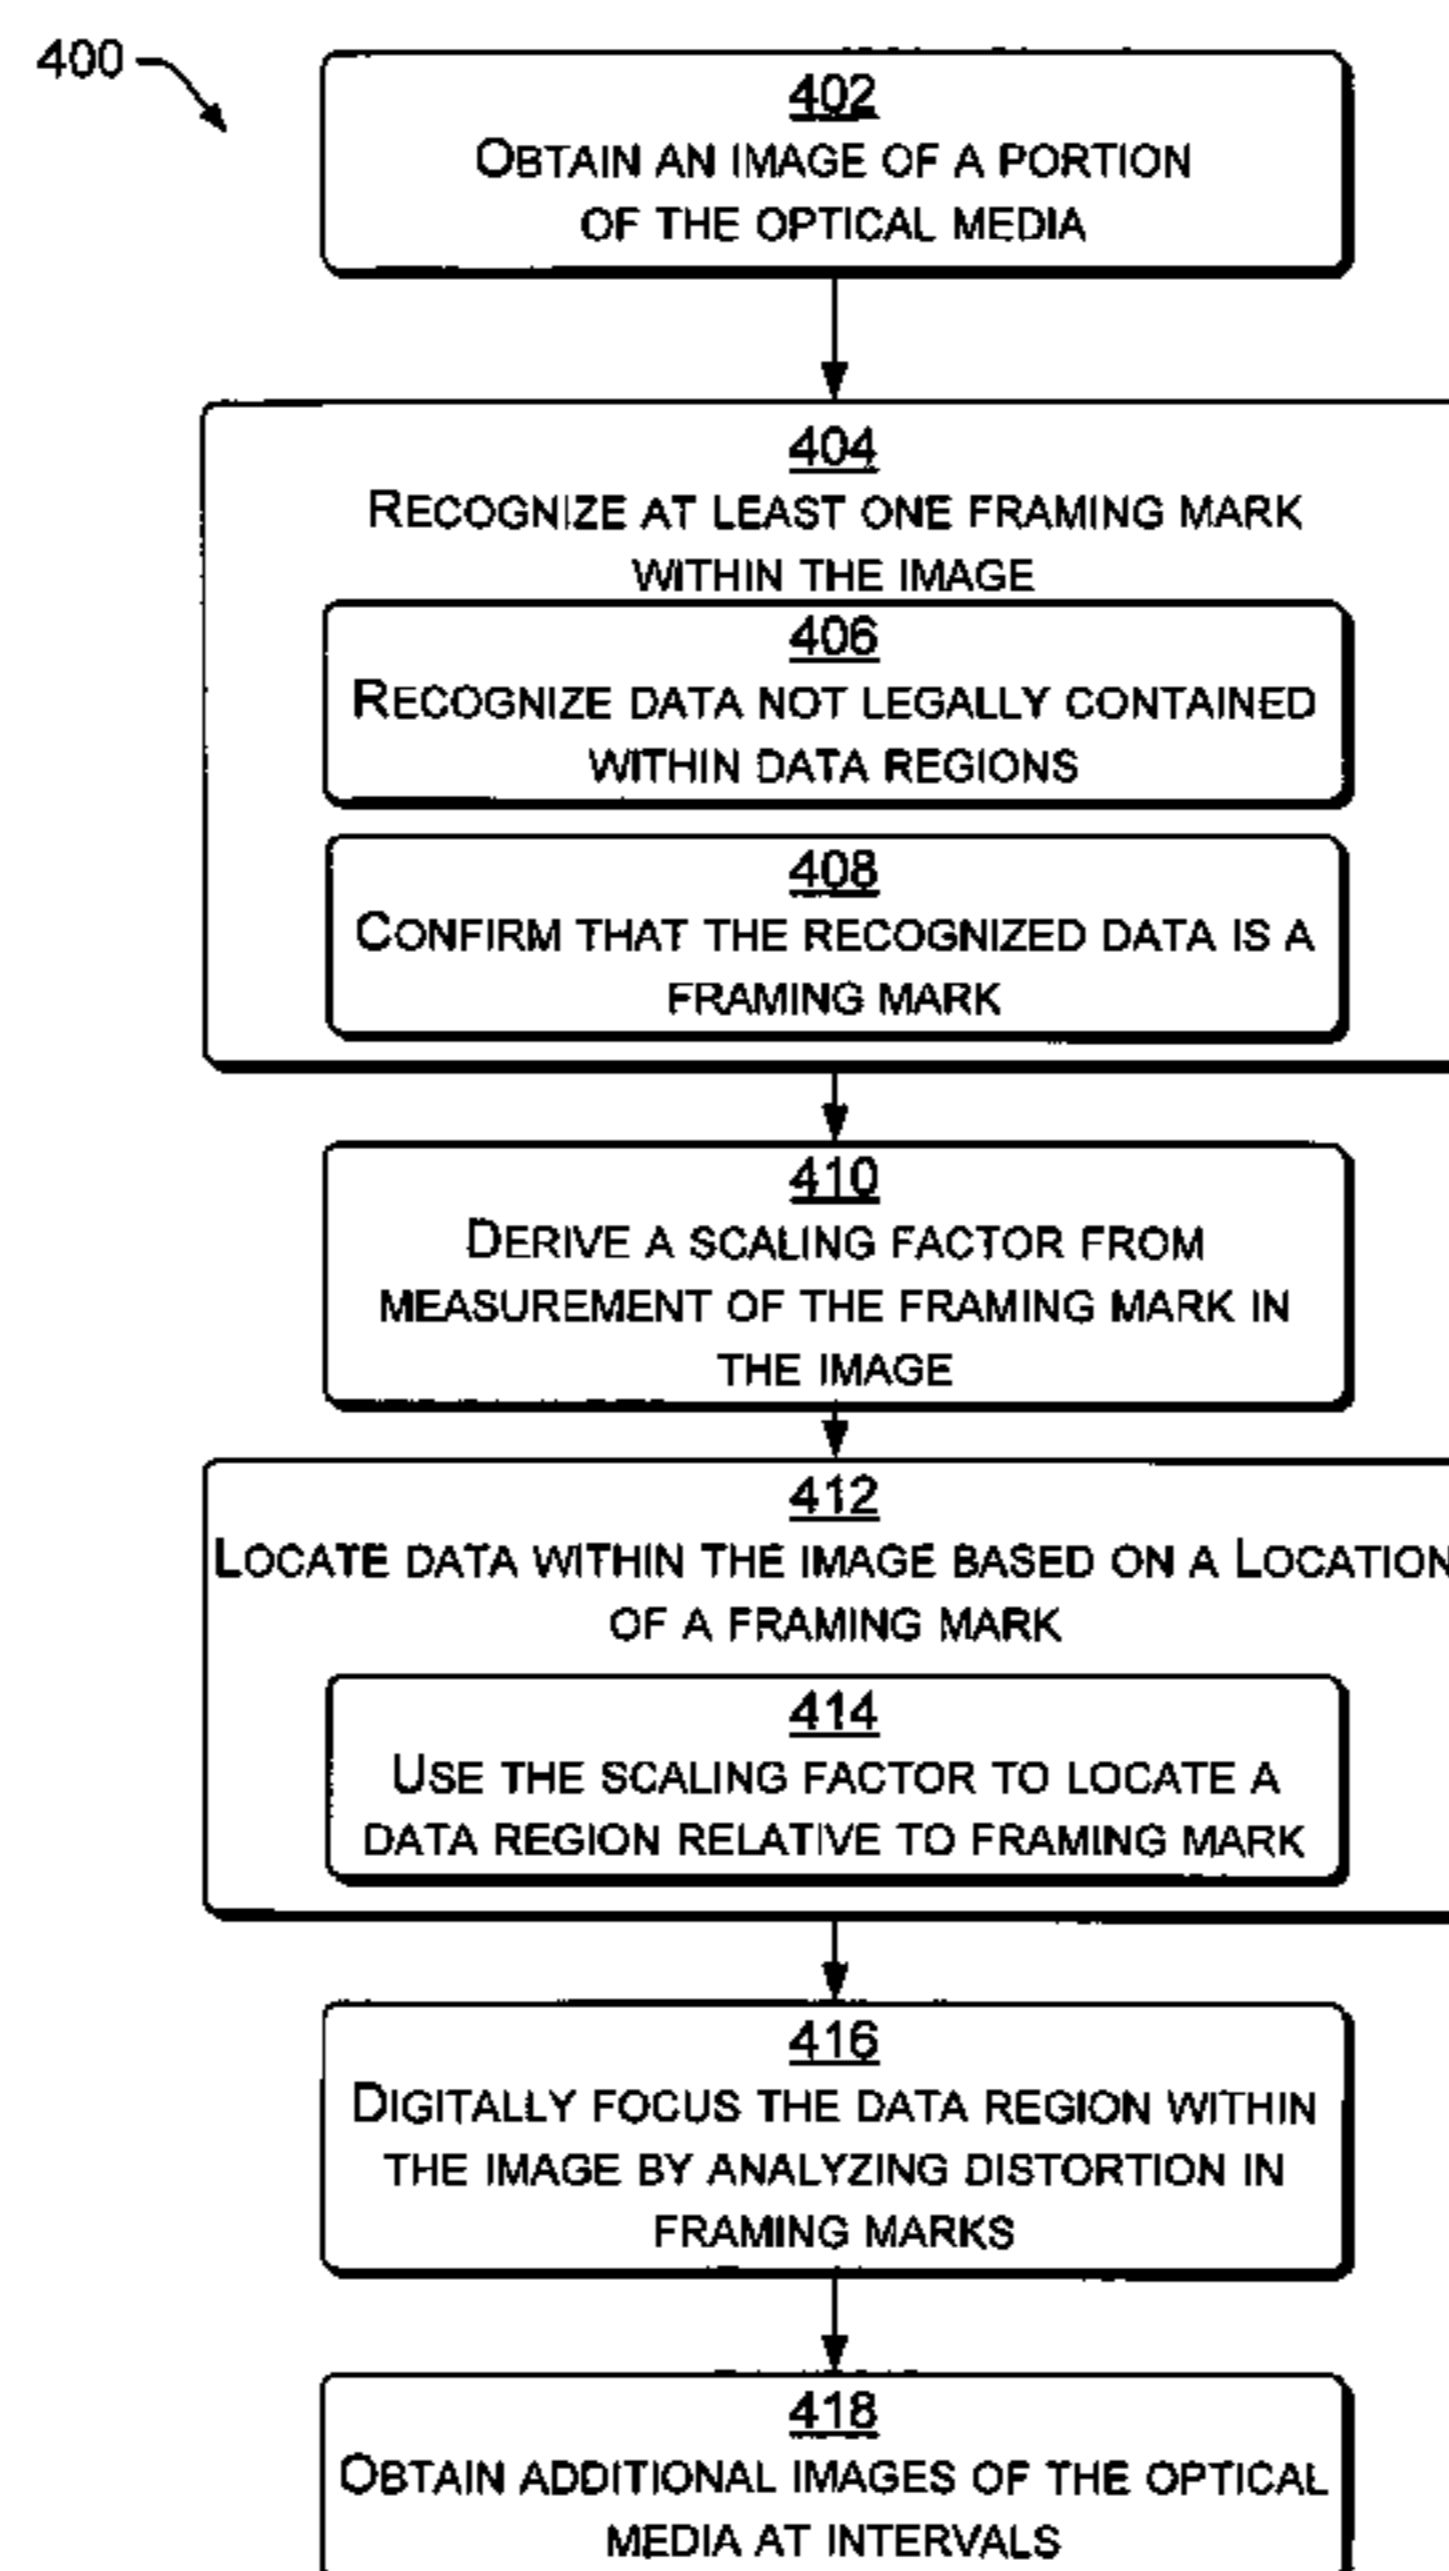 400
402
OBTAIN AN IMAGE OF A PORTION
OF THE OPTICAL MEDIA
404
RECOGNIZE AT LEAST ONE FRAMING MARK
WITHIN THE IMAGE
406
RECOGNIZE DATA NOT LEGALLY CONTAINED
WITHIN DATA REGIONS
408
CONFIRM THAT THE RECOGNIZED DATA IS A
FRAMING MARK
410
DERIVE A SCALING FACTOR FROM
MEASUREMENT OF THE FRAMING MARK IN
THE IMAGE
412
LOCATE DATA WITHIN THE IMAGE BASED ON A LOCATION
OF A FRAMING MARK
414
USE THE SCALING FACTOR TO LOCATE A
DATA REGION RELATIVE TO FRAMING MARK
416
DIGITALLY FOCUS THE DATA REGION WITHIN
THE IMAGE BY ANALYZING DISTORTION IN
FRAMING MARKS
418
OBTAIN ADDITIONAL IMAGES OF THE OPTICAL
MEDIA AT INTERVALS